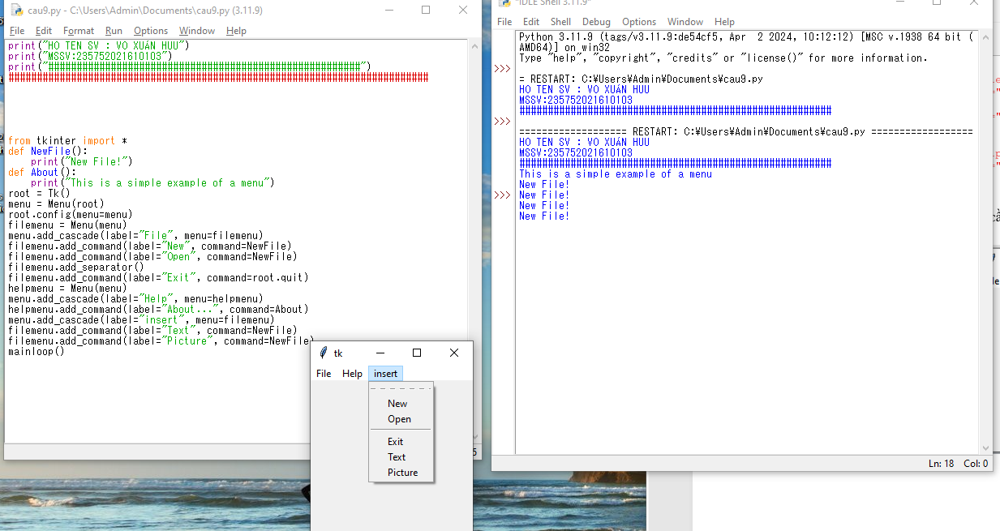 cau9.py - C:\Users\Admin\Documents\cau9.py (3.11.9)
File Edit Format Run Options Window Help
print("HO TEN SV : VO XUÁN HUU")
print("MSSV:235752021610103")
print("#######################################################")
##########################################################################
from tkinter import *
def NewFile():
    print("New File!")
def About():
    print("This is a simple example of a menu")
root = Tk()
menu = Menu(root)
root.config(menu=menu)
filemenu = Menu(menu)
menu.add_cascade(label="File", menu=filemenu)
filemenu.add_command(label="New", command=NewFile)
filemenu.add_command(label="Open", command=NewFile)
filemenu.add_separator()
filemenu.add_command(label="Exit", command=root.quit)
helpmenu = Menu(menu)
menu.add_cascade(label="Help", menu=helpmenu)
helpmenu.add_command(label="About...", command=About)
menu.add_cascade(label="insert", menu=filemenu)
filemenu.add_command(label="Text", command=NewFile)
filemenu.add_command(label="Picture", command=NewFile)
mainloop()
5
tk
File Help insert
New
Open
Exit
Text
Picture
*IDLE Shell 3.11.9*
File Edit Shell Debug Options Window Help
Python 3.11.9 (tags/v3.11.9:de54cf5, Apr  2 2024, 10:12:12) [MSC v.1938 64 bit (
AMD64)] on win32
Type "help", "copyright", "credits" or "license()" for more information.
>>>
= RESTART: C:¥Users¥Admin¥Documents¥cau9.py
HO TEN SV : VO XUÁN HUU
MSSV:235752021610103
#######################################################
>>>
=================== RESTART: C:¥Users¥Admin¥Documents¥cau9.py ==================
HO TEN SV : VO XUÁN HUU
MSSV:235752021610103
#######################################################
This is a simple example of a menu
New File!
>>> New File!
New File!
New File!
Ln: 18 Col: 0